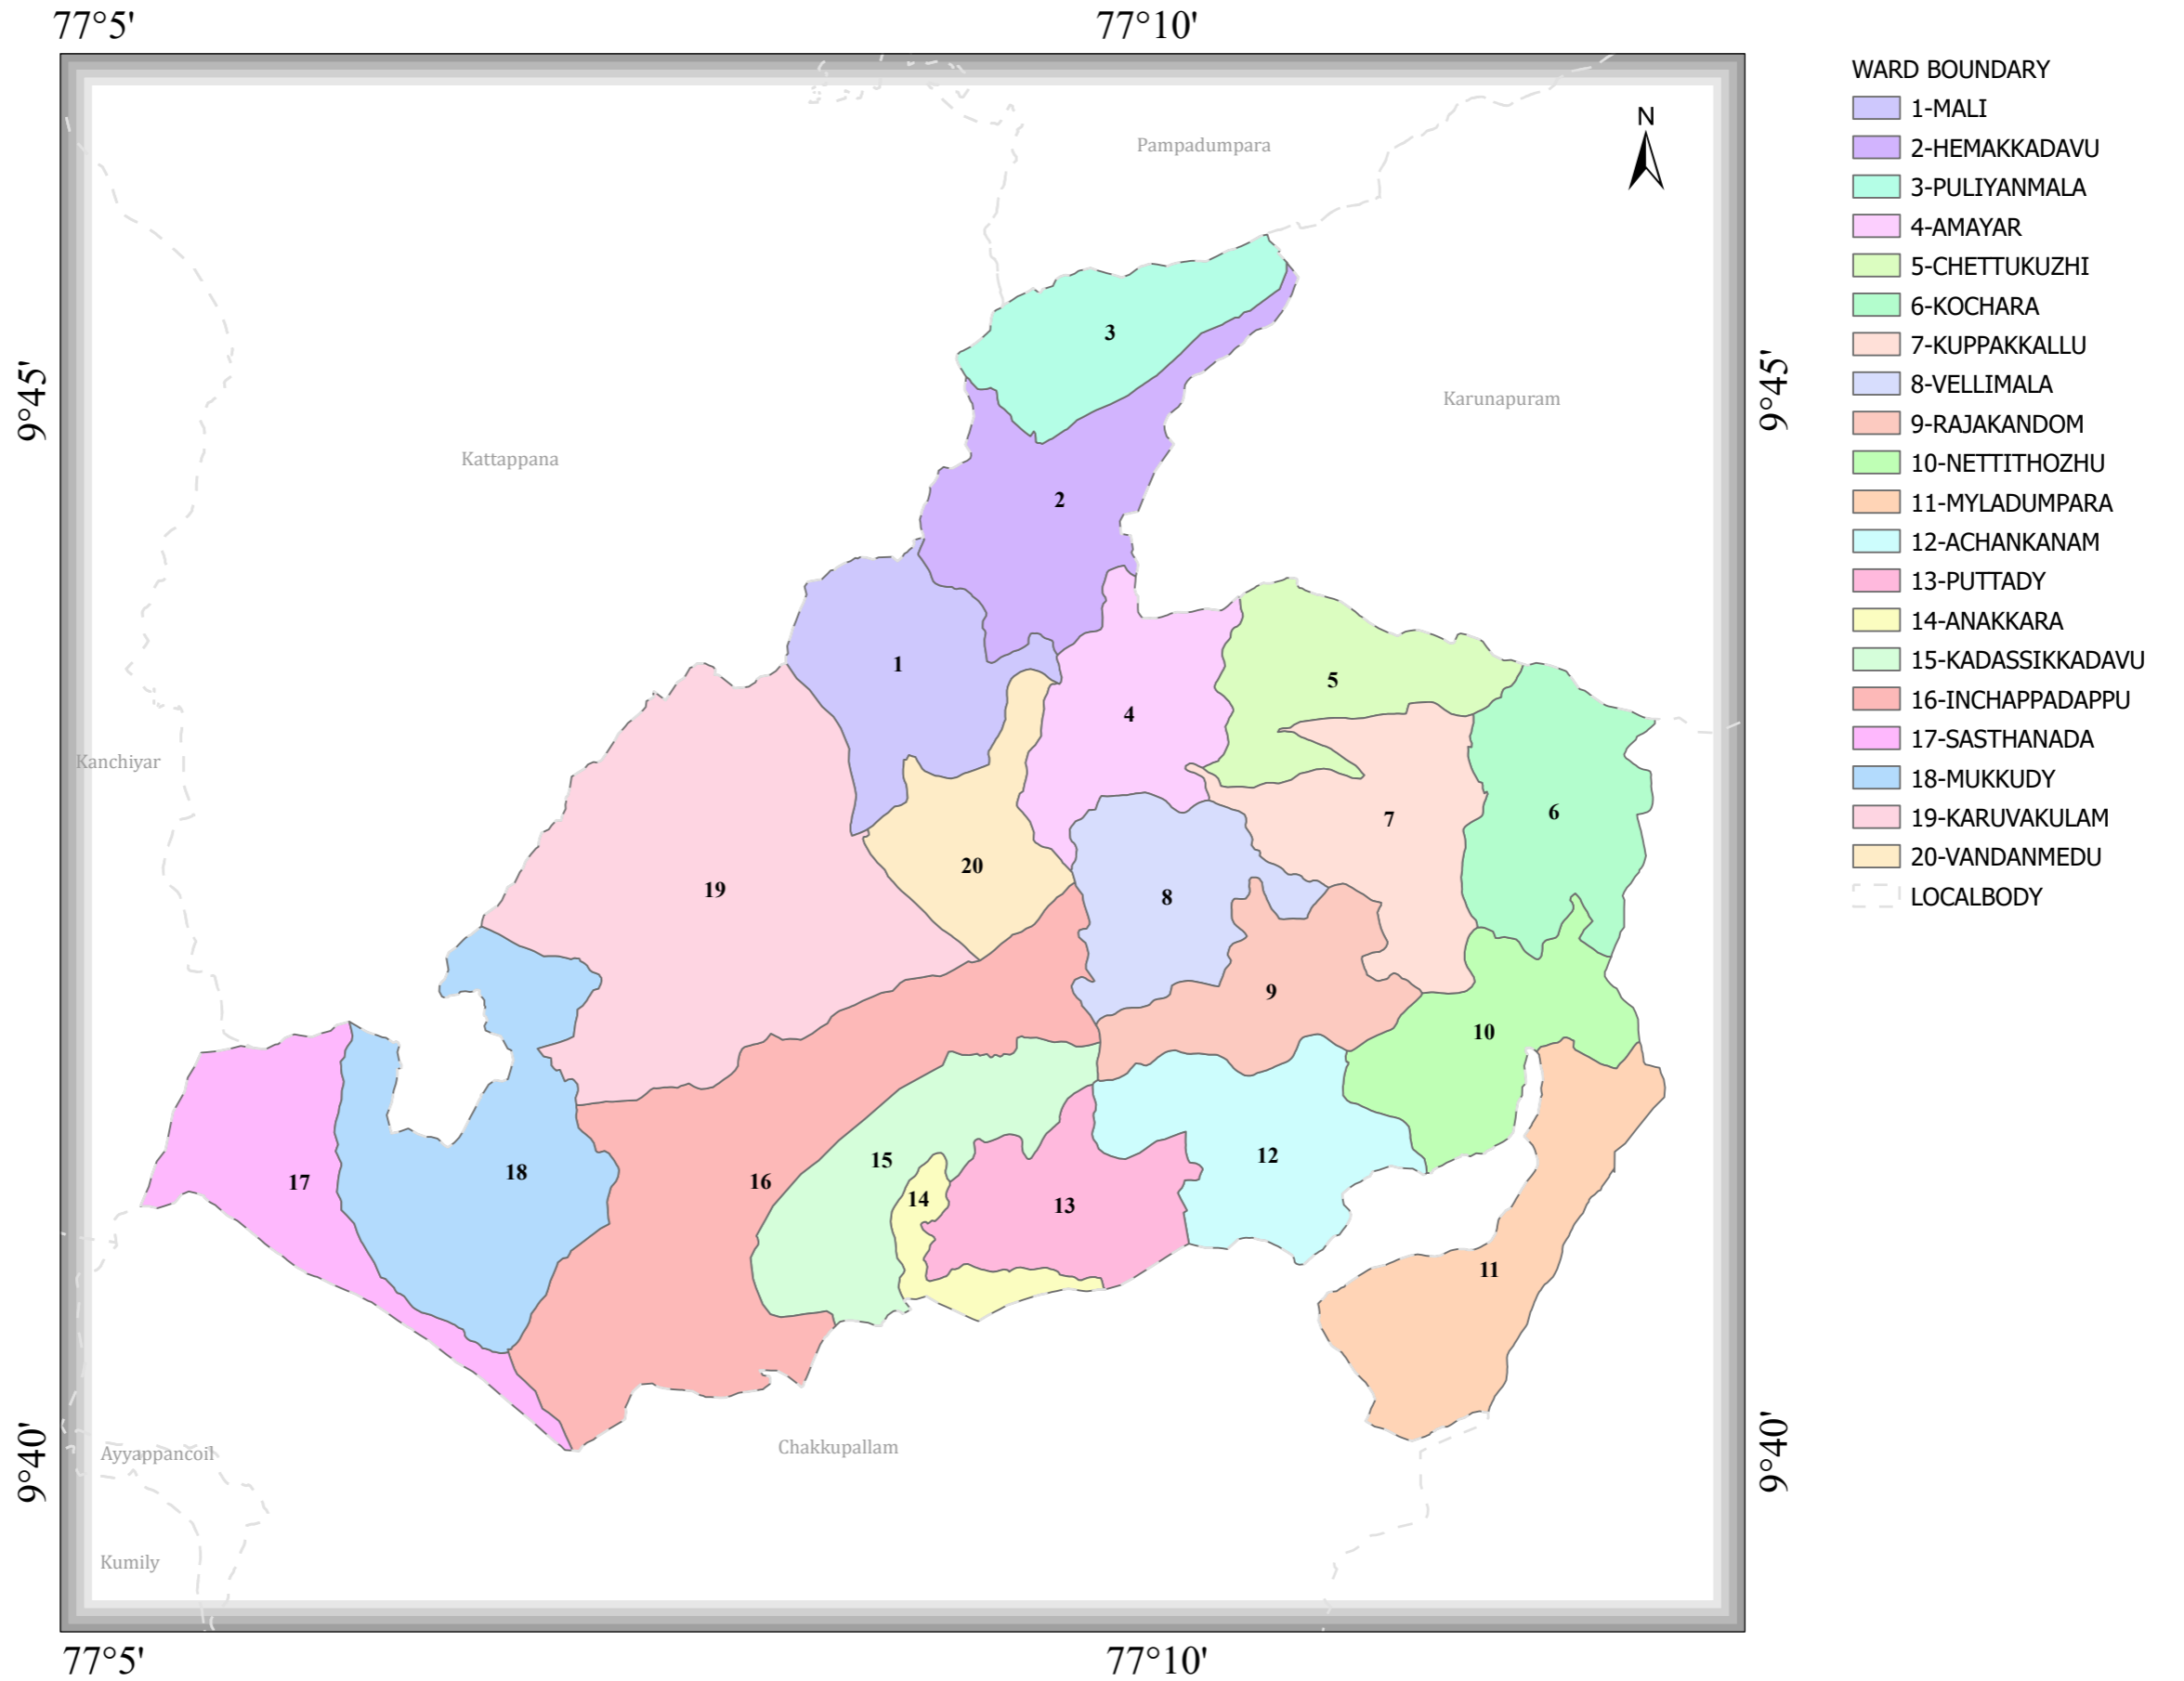 77°5'
77°10'
WARD BOUNDARY
1-MALI
2-HEMAKKADAVU
3-PULIYANMALA
4-AMAYAR
5-CHETTUKUZHI
6-KOCHARA
7-KUPPAKKALLU
8-VELLIMALA
9-RAJAKANDOM
10-NETTITHOZHU
11-MYLADUMPARA
12-ACHANKANAM
13-PUTTADY
14-ANAKKARA
15-KADASSIKKADAVU
16-INCHAPPADAPPU
17-SASTHANADA
18-MUKKUDY
19-KARUVAKULAM
20-VANDANMEDU
LOCALBODY
N
Pampadumpara
3
9°45'
9°45'
Karunapuram
Kattappana
2
1
5
4
Kanchiyar
6
7
20
19
8
9
10
15
12
18
16
17
14
13
11
9°40'
9°40'
Chakkupallam
Ayyappancoil
Kumily
77°5'
77°10'